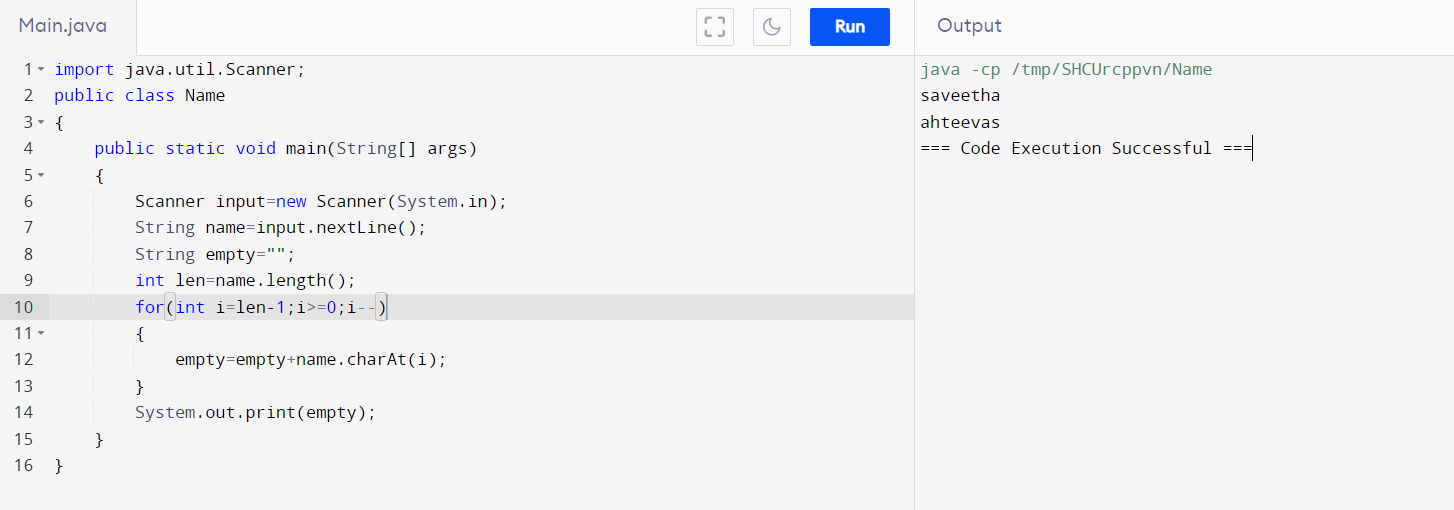 Main.java
Run
Output
1 import java.util.Scanner;
2 public class Name
3 {
4     public static void main(String[] args)
5     {
6         Scanner input=new Scanner(System.in);
7         String name=input.nextLine();
8         String empty="";
9         int len=name.length();
10         for(int i=len-1;i>=0;i--)
11         {
12             empty=empty+name.charAt(i);
13         }
14         System.out.print(empty);
15     }
16 }
java -cp /tmp/SHCUrcppvn/Name
saveetha
ahteevas
=== Code Execution Successful ===